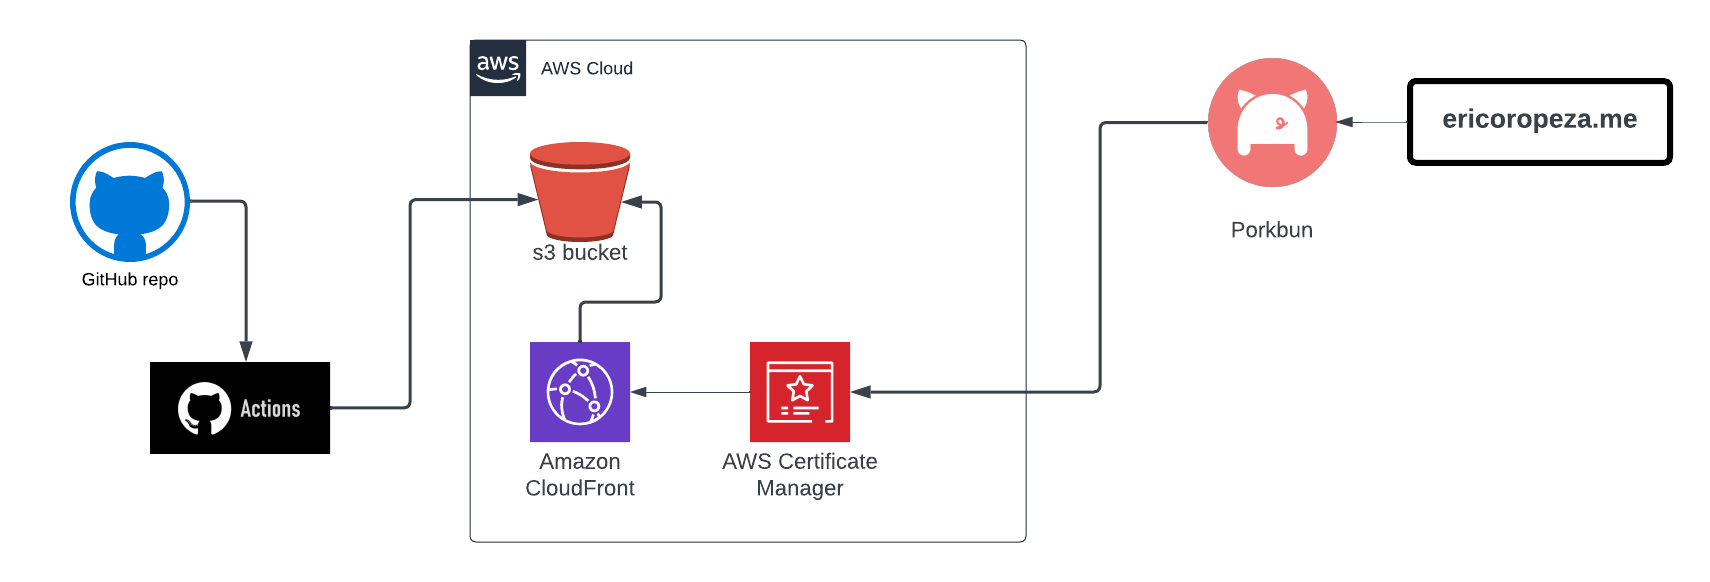 aws
AWS Cloud
ericoropeza.me
Porkbun
s3 bucket
GitHub repo
Actions
Amazon
CloudFront
AWS Certificate
Manager